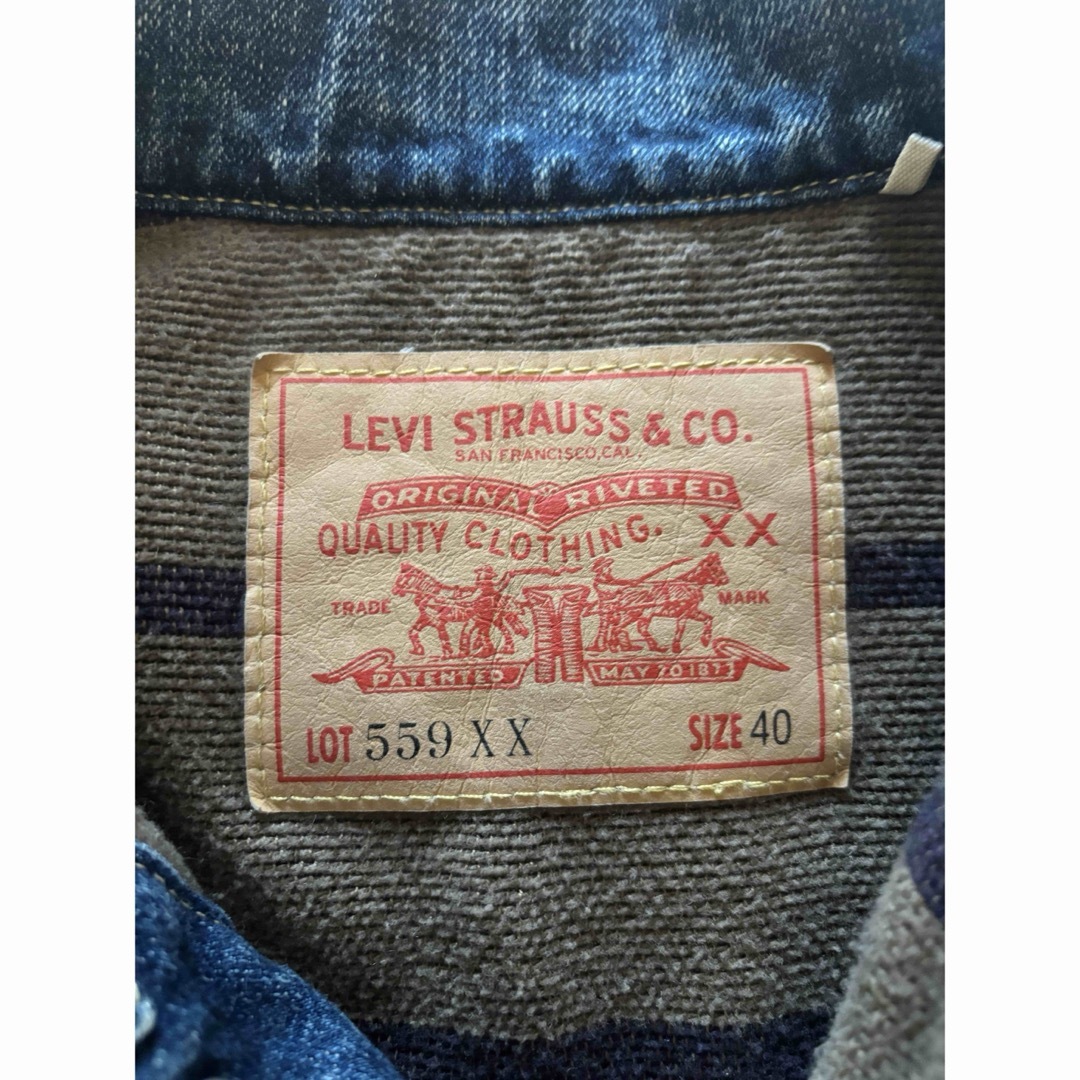 LEVI STRAUSS & CO.
SAN FRANCISCO, CAL.
ORIGINAL RIVETED
QUALITY CLOTHING. XX
TRADE MARK
PATENTED MAY 20 1873
LOT 559 XX SIZE 40